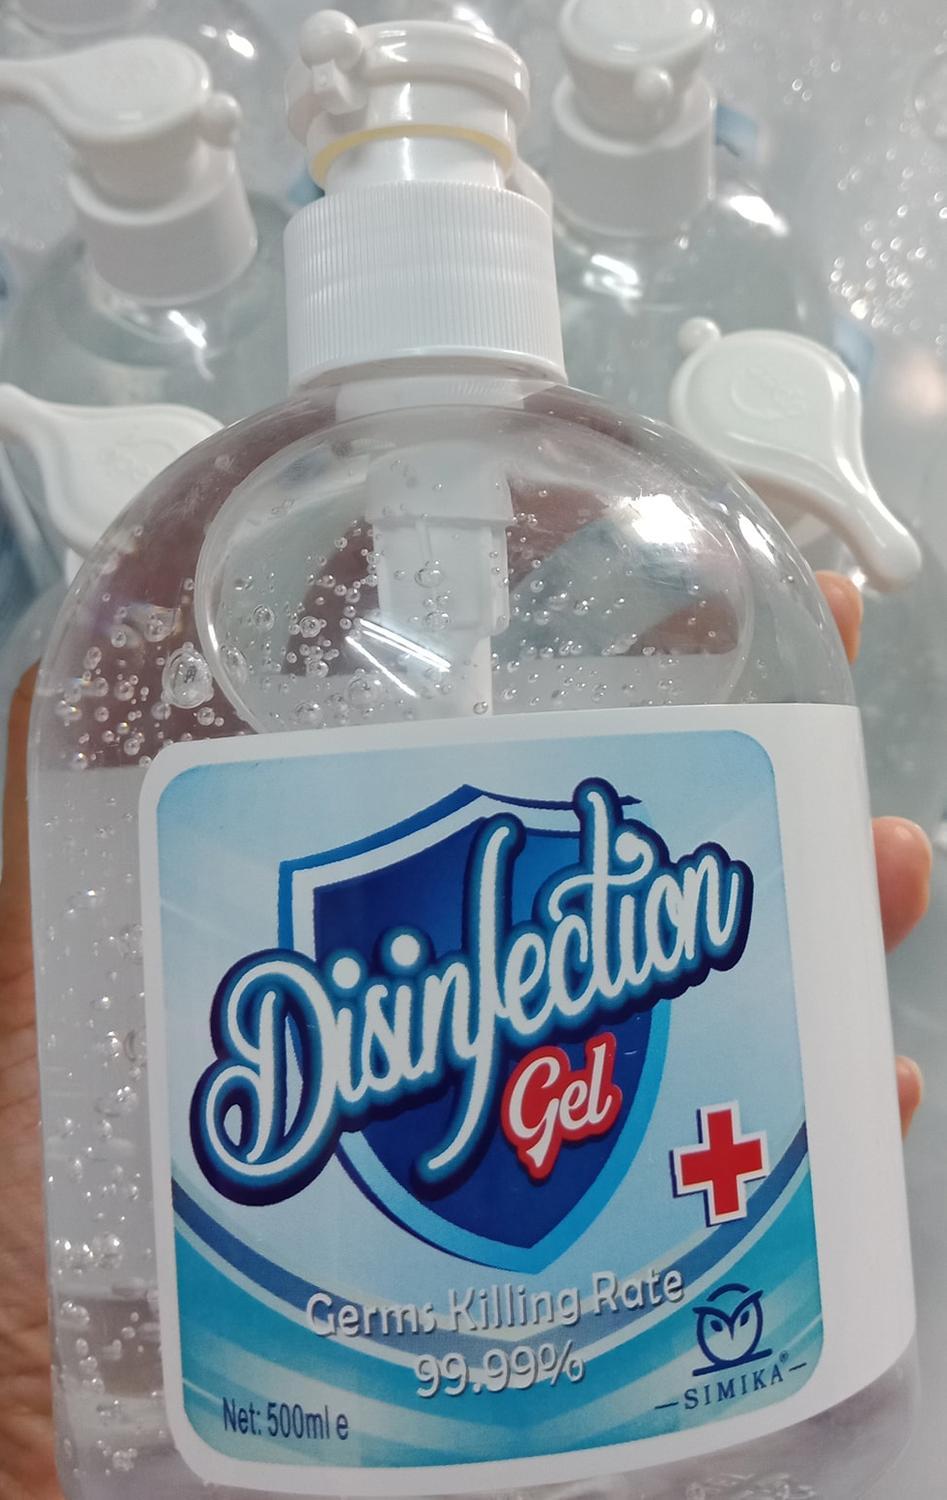 Disinfection
Gel
Germs Killing Rate
99.99%
Net: 500ml e
SIMIKA®